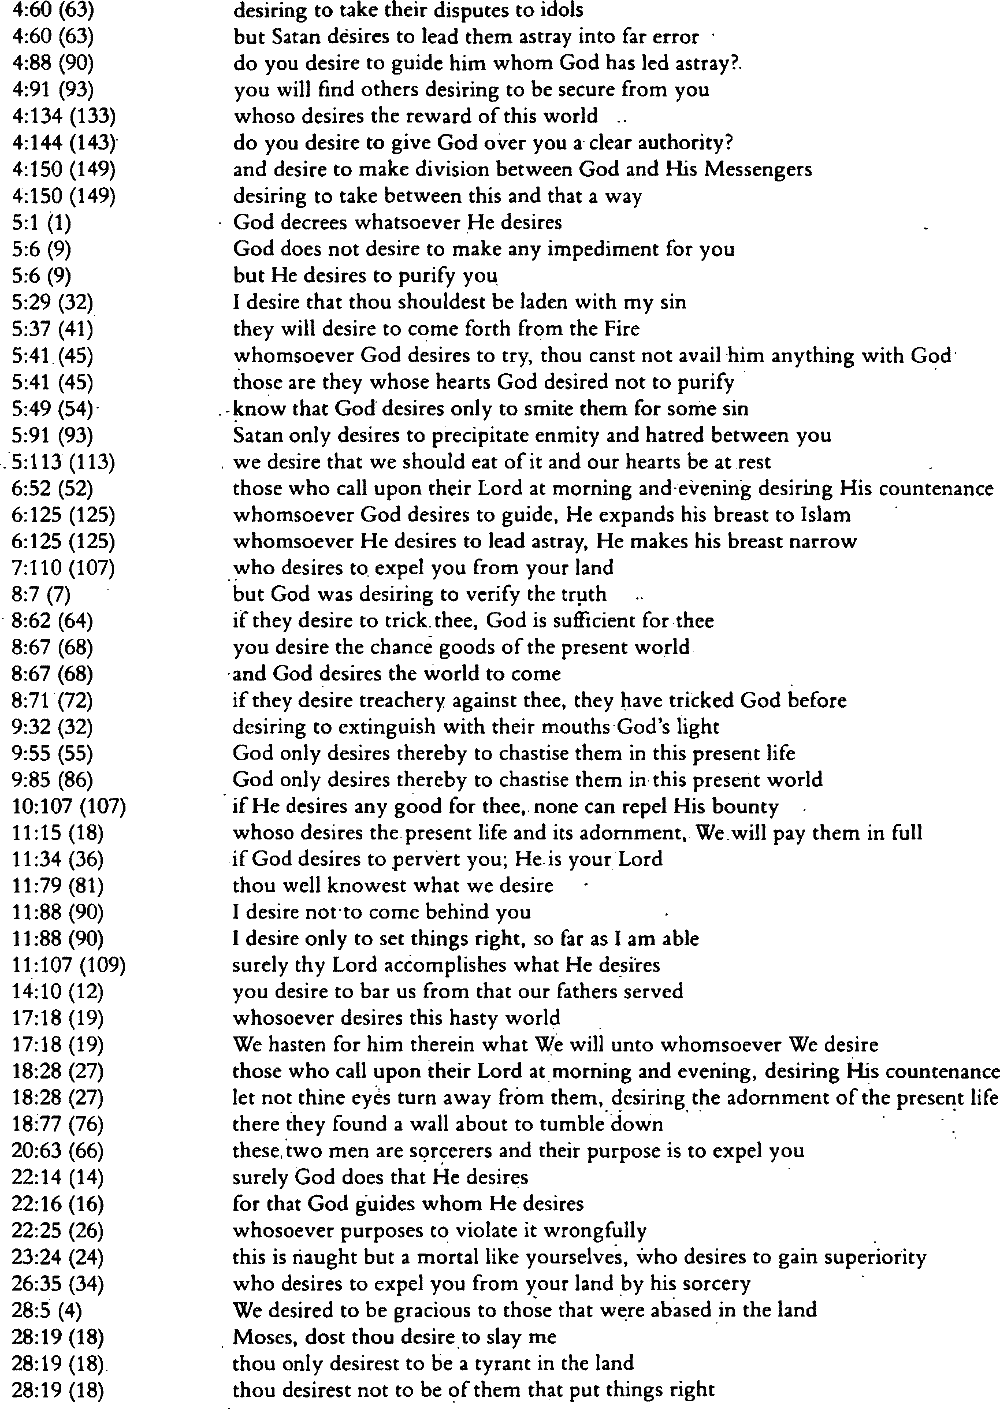 4:60 (63) desiring to take their disputes to idols
4:60 (63) but Satan desires to lead them astray into far error
4:88 (90) do you desire to guide him whom God has led astray?
4:91 (93) you will find others desiring to be secure from you
4:134 (133) whoso desires the reward of this world
4:144 (143) do you desire to give God over you a clear authority?
4:150 (149) and desire to make division between God and His Messengers
4:150 (149) desiring to take between this and that a way
5:1 (1) God decrees whatsoever He desires
5:6 (9) God does not desire to make any impediment for you
5:6 (9) but He desires to purify you
5:29 (32) I desire that thou shouldest be laden with my sin
5:37 (41) they will desire to come forth from the Fire
5:41 (45) whomsoever God desires to try, thou canst not avail him anything with God
5:41 (45) those are they whose hearts God desired not to purify
5:49 (54) know that God desires only to smite them for some sin
5:91 (93) Satan only desires to precipitate enmity and hatred between you
5:113 (113) we desire that we should eat of it and our hearts be at rest
6:52 (52) those who call upon their Lord at morning and evening desiring His countenance
6:125 (125) whomsoever God desires to guide, He expands his breast to Islam
6:125 (125) whomsoever He desires to lead astray, He makes his breast narrow
7:110 (107) who desires to expel you from your land
8:7 (7) but God was desiring to verify the truth
8:62 (64) if they desire to trick thee, God is sufficient for thee
8:67 (68) you desire the chance goods of the present world
8:67 (68) and God desires the world to come
8:71 (72) if they desire treachery against thee, they have tricked God before
9:32 (32) desiring to extinguish with their mouths God's light
9:55 (55) God only desires thereby to chastise them in this present life
9:85 (86) God only desires thereby to chastise them in this present world
10:107 (107) if He desires any good for thee, none can repel His bounty
11:15 (18) whoso desires the present life and its adornment, We will pay them in full
11:34 (36) if God desires to pervert you; He is your Lord
11:79 (81) thou well knowest what we desire
11:88 (90) I desire not to come behind you
11:88 (90) I desire only to set things right, so far as I am able
11:107 (109) surely thy Lord accomplishes what He desires
14:10 (12) you desire to bar us from that our fathers served
17:18 (19) whosoever desires this hasty world
17:18 (19) We hasten for him therein what We will unto whomsoever We desire
18:28 (27) those who call upon their Lord at morning and evening, desiring His countenance
18:28 (27) let not thine eyes turn away from them, desiring the adornment of the present life
18:77 (76) there they found a wall about to tumble down
20:63 (66) these two men are sorcerers and their purpose is to expel you
22:14 (14) surely God does that He desires
22:16 (16) for that God guides whom He desires
22:25 (26) whosoever purposes to violate it wrongfully
23:24 (24) this is naught but a mortal like yourselves, who desires to gain superiority
26:35 (34) who desires to expel you from your land by his sorcery
28:5 (4) We desired to be gracious to those that were abased in the land
28:19 (18) Moses, dost thou desire to slay me
28:19 (18) thou only desirest to be a tyrant in the land
28:19 (18) thou desirest not to be of them that put things right